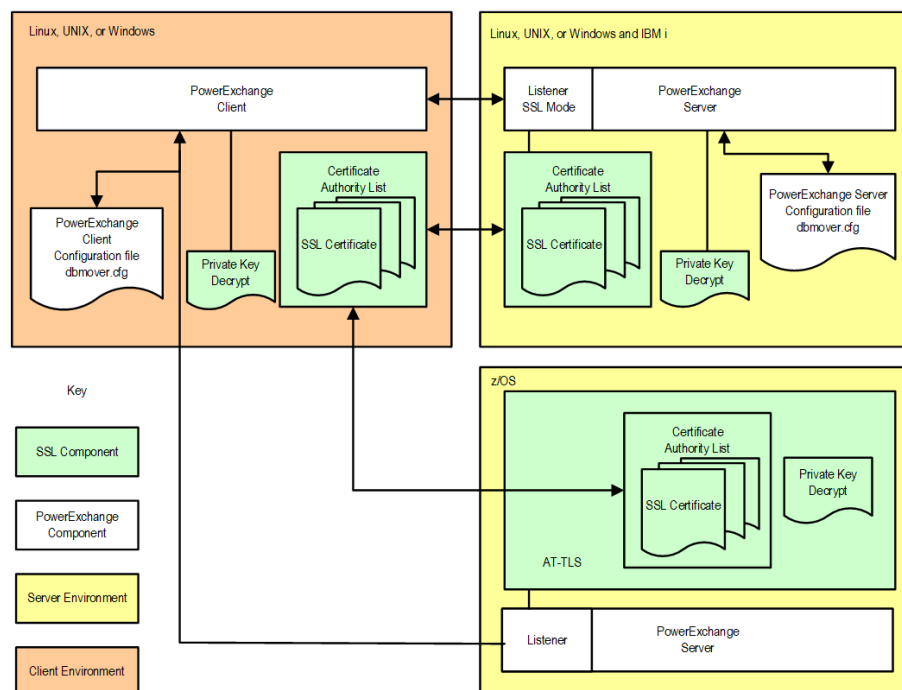 Linux, UNIX, or Windows
PowerExchange
Client
PowerExchange
Client
Configuration file
dbmover.cfg
Private Key
Decrypt
Certificate
Authority List
SSL Certificate
Linux, UNIX, or Windows and IBM i
Listener
SSL Mode
PowerExchange
Server
Certificate
Authority List
SSL Certificate
Private Key
Decrypt
PowerExchange Server
Configuration file
dbmover.cfg
Key
SSL Component
PowerExchange
Component
Server Environment
Client Environment
z/OS
Certificate
Authority List
SSL Certificate
Private Key
Decrypt
AT-TLS
Listener
PowerExchange
Server